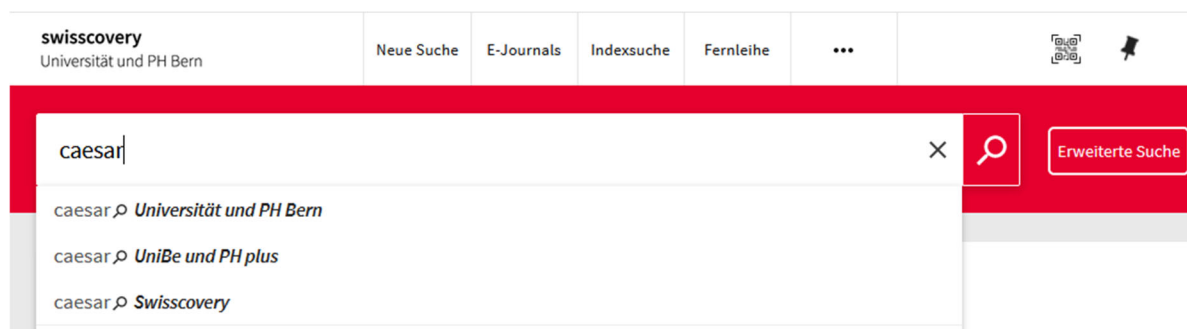 swisscovery
Universität und PH Bern
Neue Suche
E-Journals
Indexsuche
Fernleihe
caesar
Erweiterte Suche
caesar Universität und PH Bern
caesar UniBe und PH plus
caesar Swisscovery